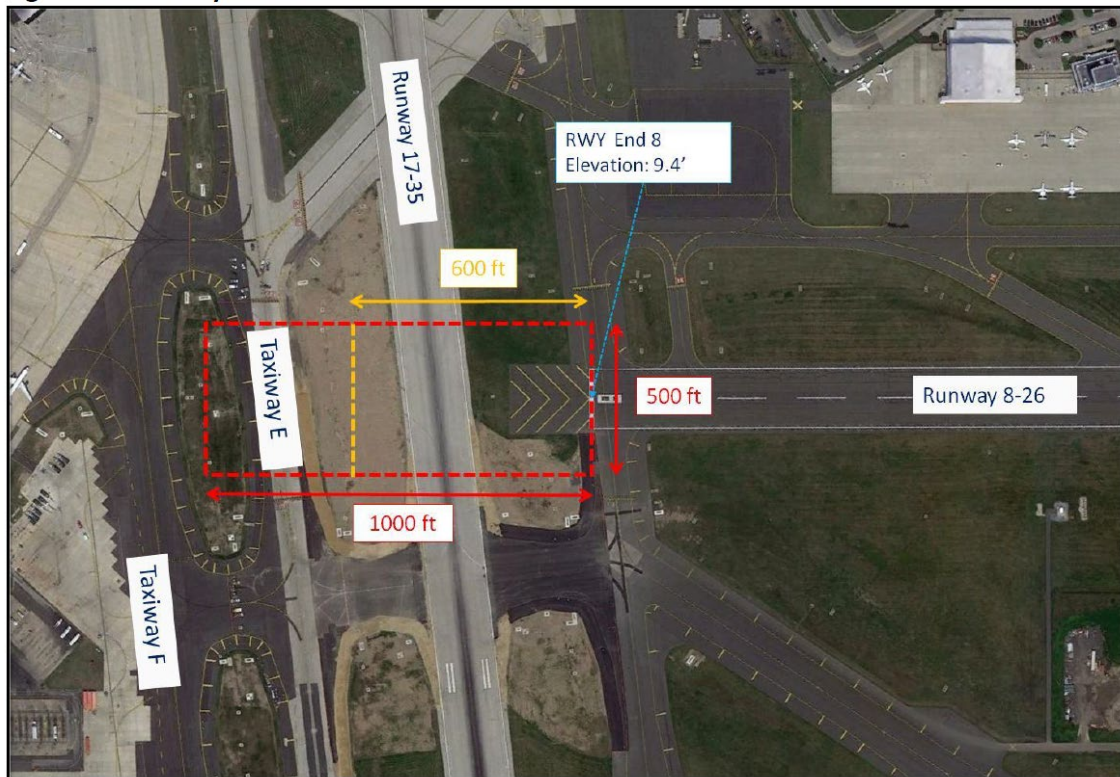 Runway 17-35
RWY End 8
Elevation: 9.4'
600 ft
Taxiway E
500 ft
Runway 8-26
1000 ft
Taxiway F